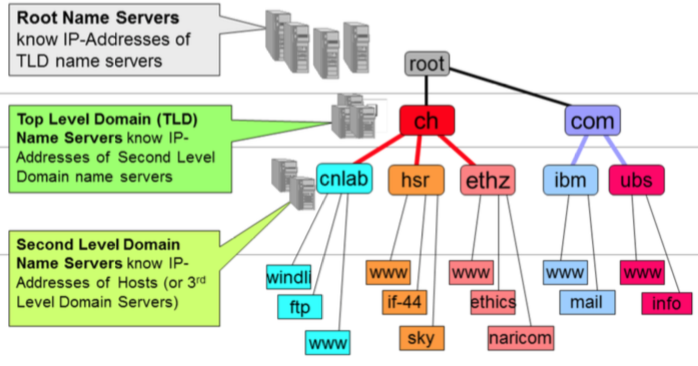 Root Name Servers
know IP-Addresses of
TLD name servers
root
Top Level Domain (TLD)
Name Servers know IP-
Addresses of Second Level
Domain name servers
ch
com
cnlab
hsr
ethz
ibm
ubs
Second Level Domain
Name Servers know IP-
Addresses of Hosts (or 3rd
Level Domain Servers)
windli
www
www
www
www
ftp
if-44
ethics
mail
info
www
sky
naricom